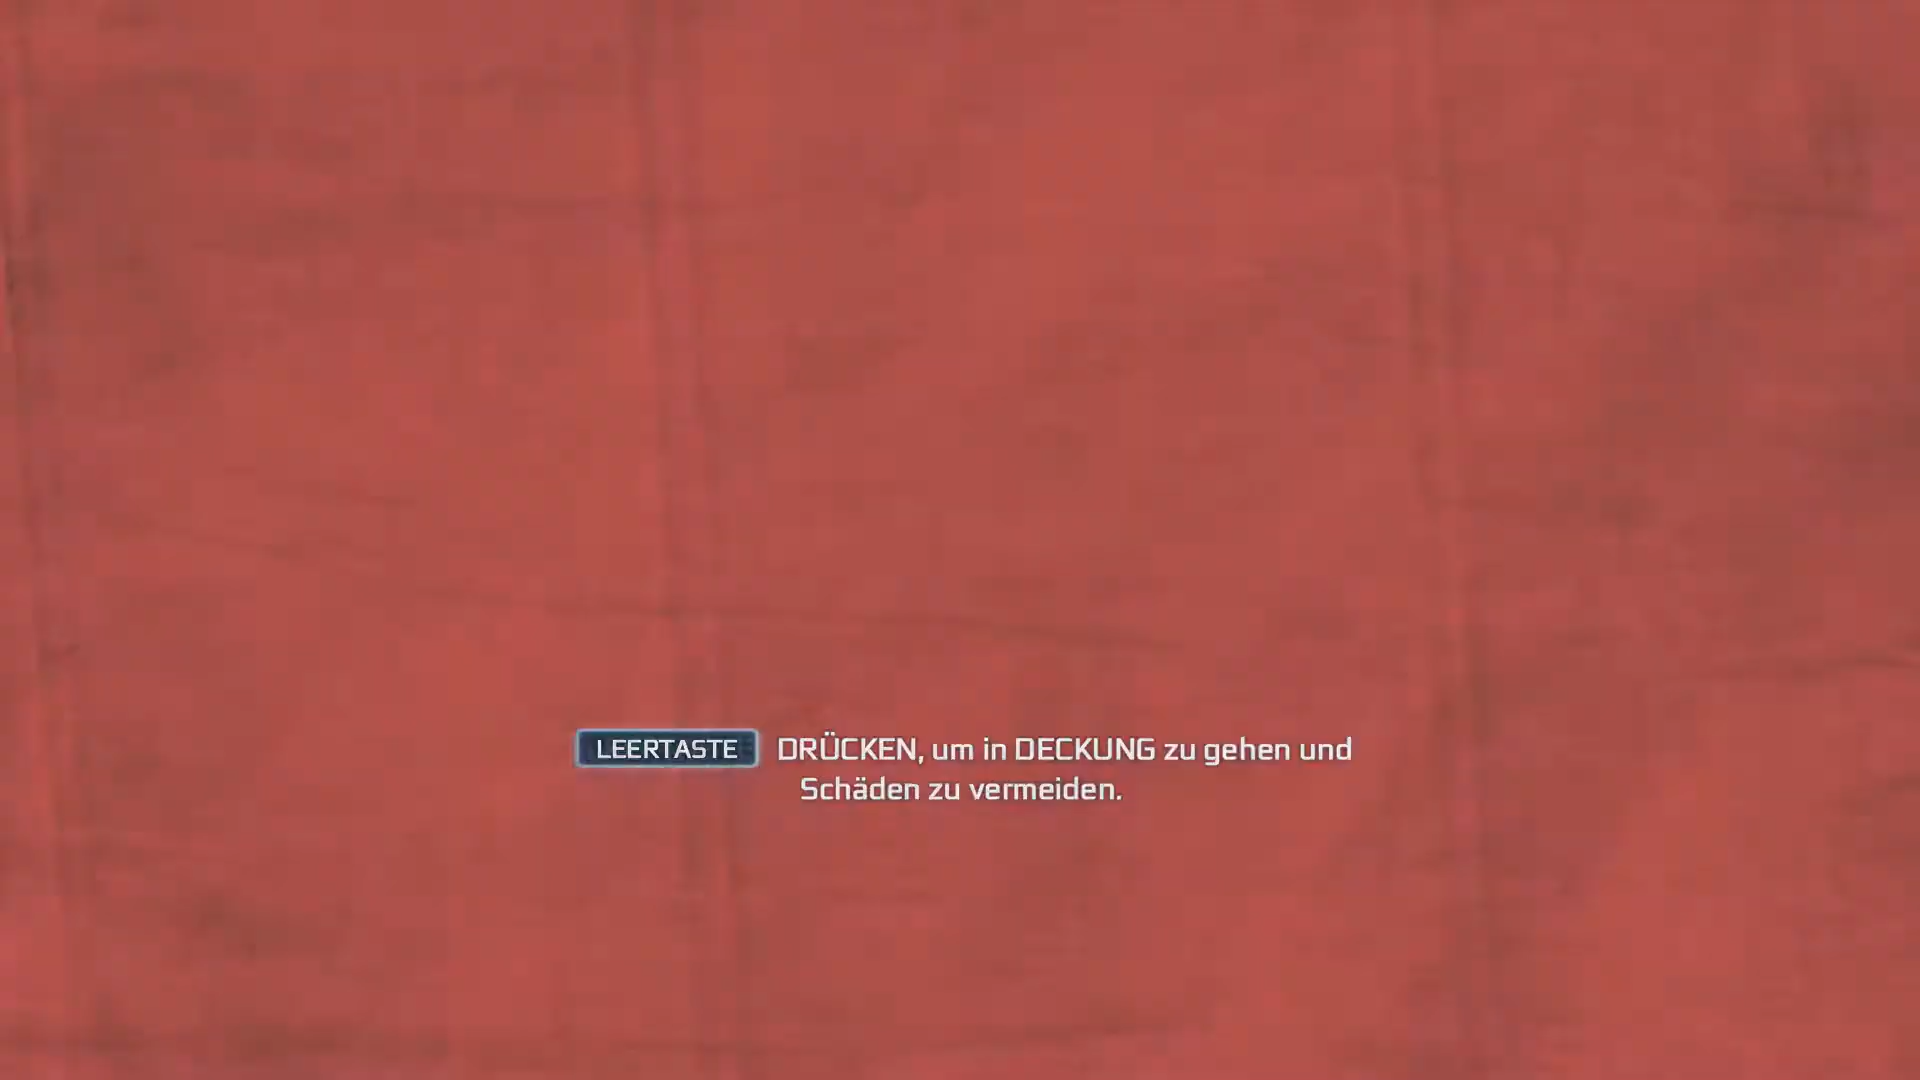 LEERTASTE DRÜCKEN, um in DECKUNG zu gehen und
Schäden zu vermeiden.